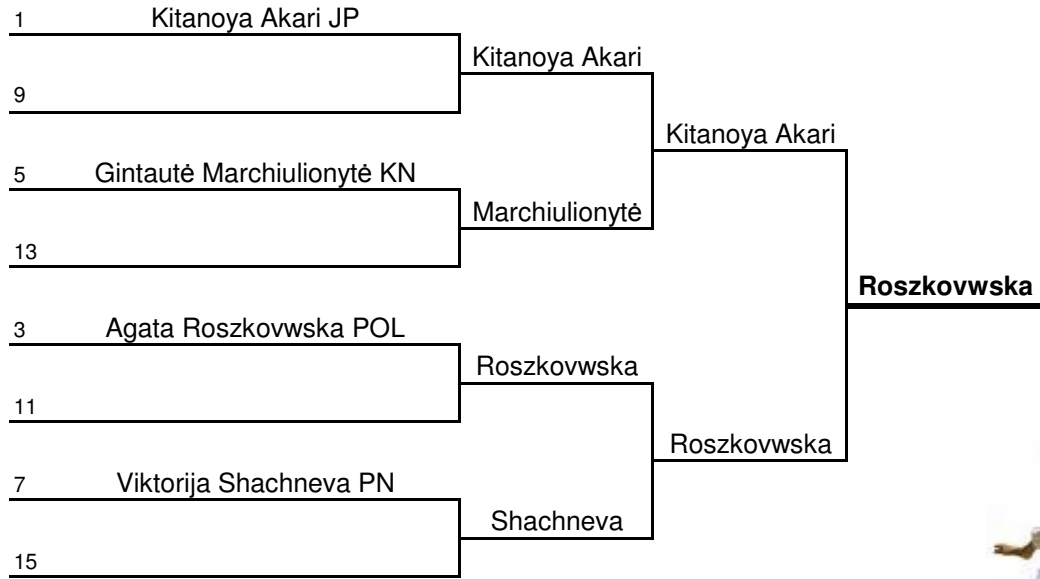 1 Kitanoya Akari JP
Kitanoya Akari
9
Kitanoya Akari
5 Gintautė Marchiulionytė KN
Marchiulionytė
13
Roszkovwska
3 Agata Roszkovwska POL
Roszkovwska
11
Roszkovwska
7 Viktorija Shachneva PN
Shachneva
15